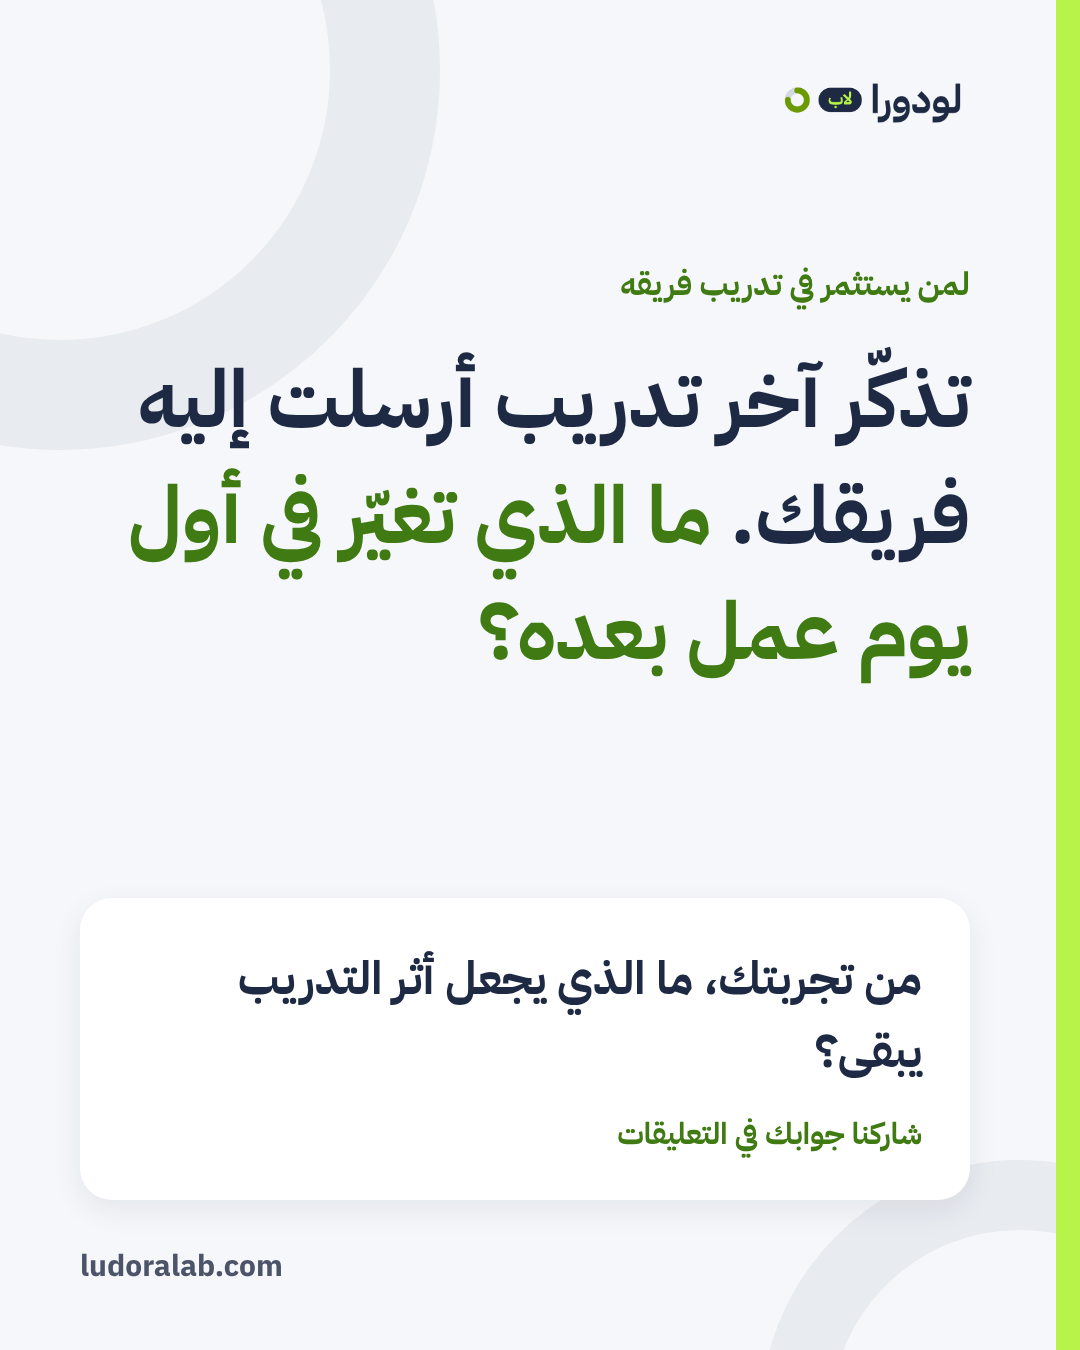 لودورا لاب
لمن يستثمر في تدريب فريقه
تذكّر آخر تدريب أرسلت إليه
فريقك. ما الذي تغيّر في أول
يوم عمل بعده؟
من تجربتك، ما الذي يجعل أثر التدريب
يبقى؟
شاركنا جوابك في التعليقات
ludoralab.com